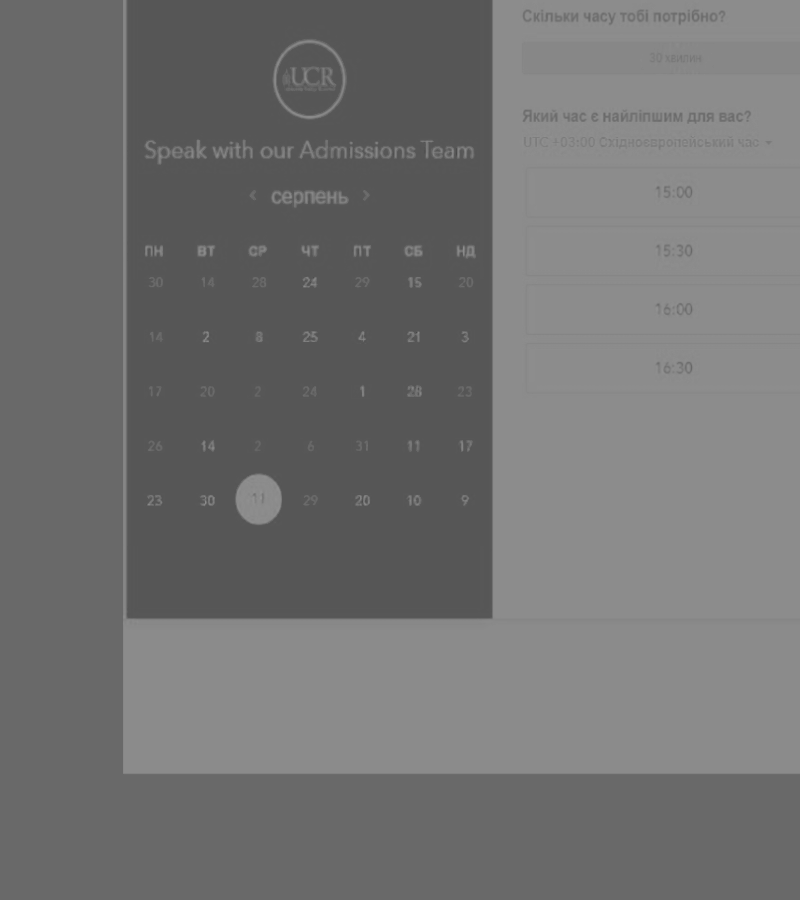 UCR
Speak with our Admissions Team
‹ серпень ›
ПН ВТ СР ЧТ ПТ СБ НД
30 14 28 24 29 15 20
14 2 8 25 4 21 3
17 20 2 24 1 28 23
26 14 2 6 31 11 17
23 30 11 29 20 10 9
Скільки часу тобі потрібно?
30 хвилин
Який час є найліпшим для вас?
UTC +03:00 Східноєвропейський час
15:00
15:30
16:00
16:30